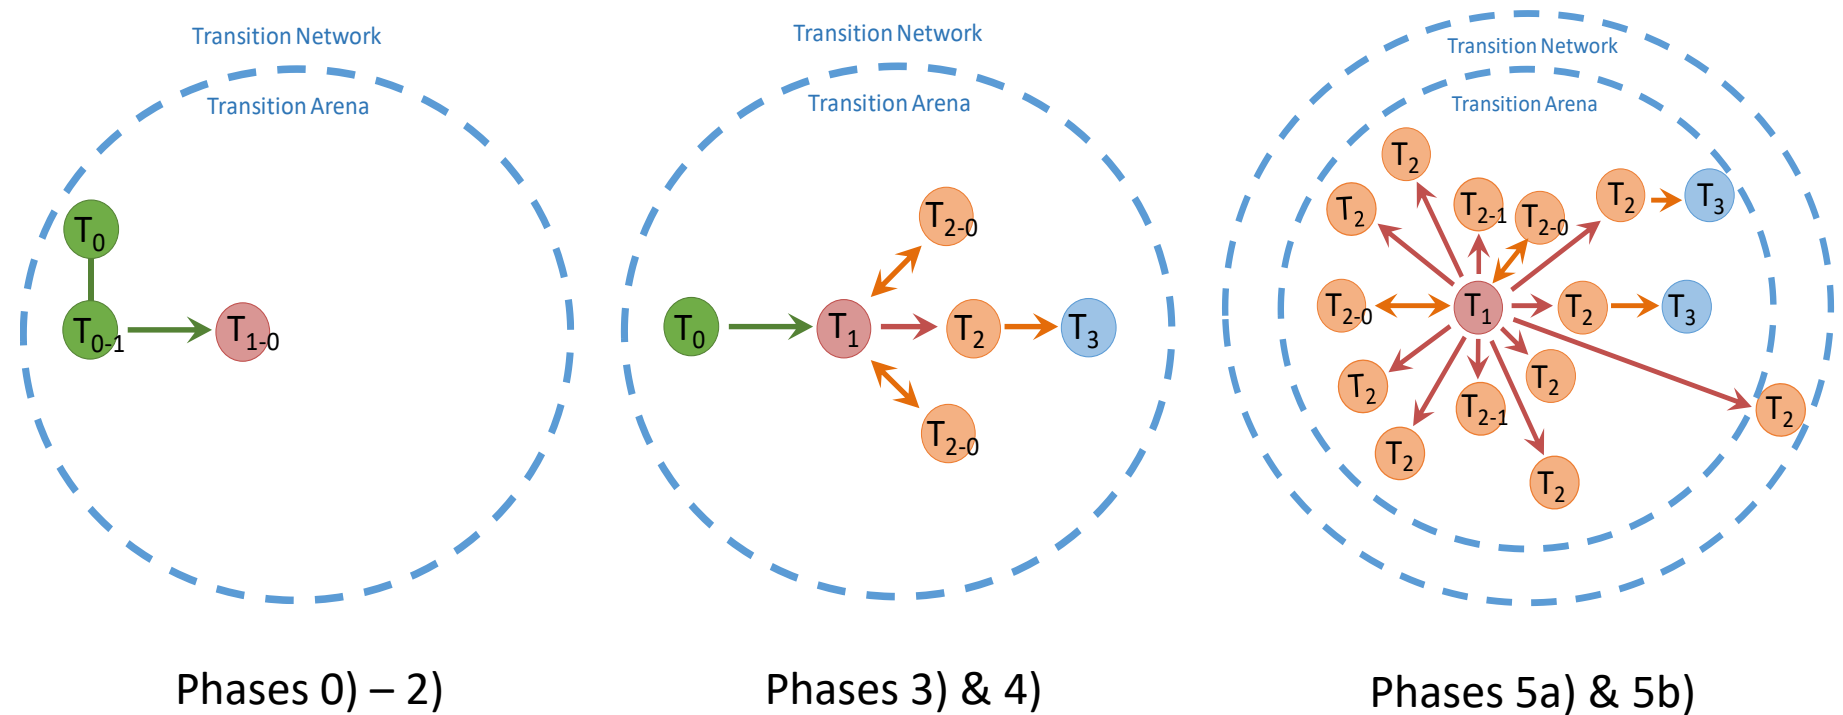 Transition Network
Transition Arena
T0
T0-1
T1-0
Phases 0) – 2)
Transition Network
Transition Arena
T2-0
T0
T1
T2
T3
T2-0
Phases 3) & 4)
Transition Network
Transition Arena
T2
T2
T2-1
T2-0
T2
T3
T2-0
T1
T2
T3
T2
T2
T2-1
T2
T2
T2
T2
Phases 5a) & 5b)